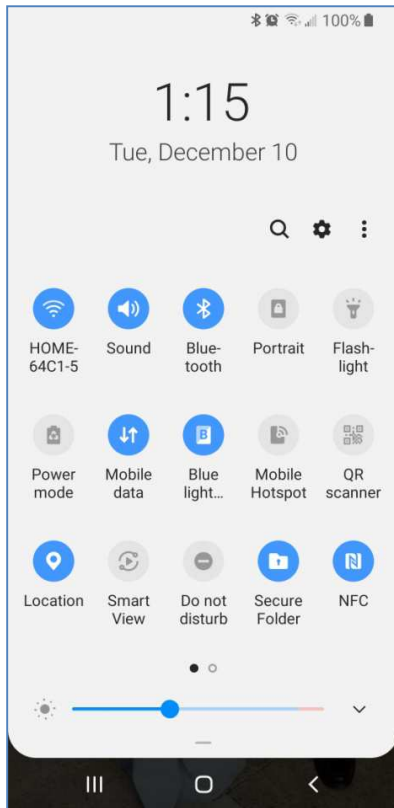 100%
1:15
Tue, December 10
HOME-
64C1-5
Sound
Blue-
tooth
Portrait
Flash-
light
Power
mode
Mobile
data
B
Blue
light...
Mobile
Hotspot
QR
scanner
Location
Smart
View
Do not
disturb
Secure
Folder
NFC